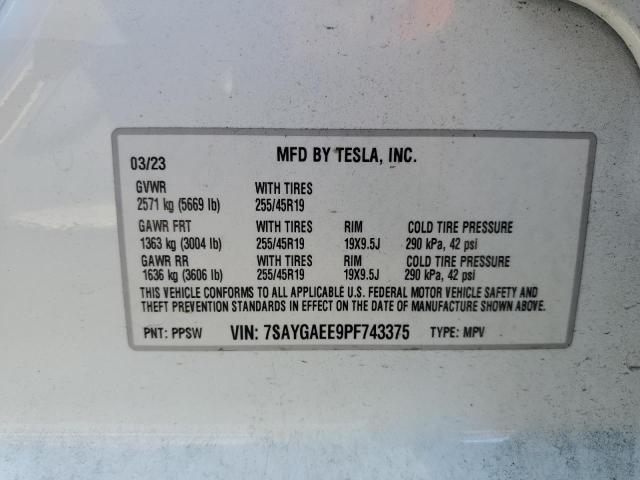 03/23 MFD BY TESLA, INC.
GVWR WITH TIRES
2571 kg (5669 lb) 255/45R19
GAWR FRT WITH TIRES RIM COLD TIRE PRESSURE
1363 kg (3004 lb) 255/45R19 19X9.5J 290 kPa, 42 psi
GAWR RR WITH TIRES RIM COLD TIRE PRESSURE
1636 kg (3606 lb) 255/45R19 19X9.5J 290 kPa, 42 psi
THIS VEHICLE CONFORMS TO ALL APPLICABLE U.S. FEDERAL MOTOR VEHICLE SAFETY AND
THEFT PREVENTION STANDARDS IN EFFECT ON THE DATE OF MANUFACTURE SHOWN ABOVE.
PNT: PPSW VIN: 7SAYGAEE9PF743375 TYPE: MPV